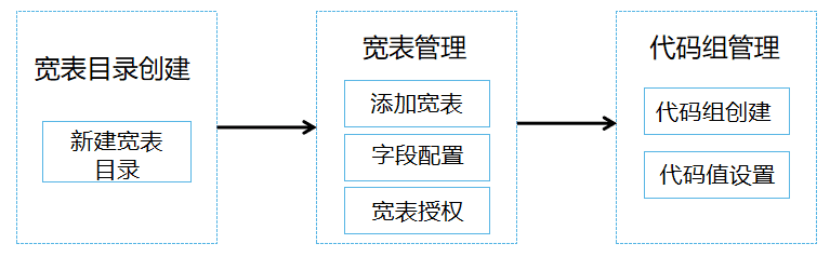 宽表目录创建
新建宽表
目录
宽表管理
添加宽表
字段配置
宽表授权
代码组管理
代码组创建
代码值设置